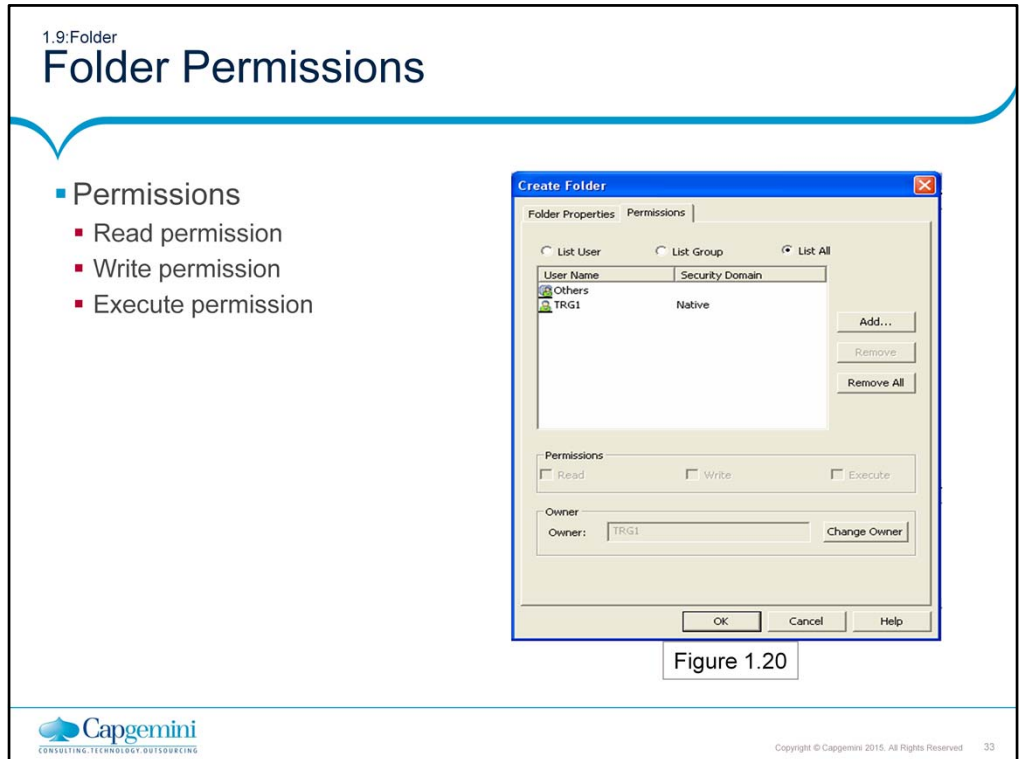 1.9:Folder
Folder Permissions
Permissions
Read permission
Write permission
Execute permission
Create Folder
Folder Properties Permissions
List User List Group List All
User Name Security Domain
Others
TRG1 Native
Add...
Remove
Remove All
Permissions
Read Write Execute
Owner
Owner: TRG1 Change Owner
OK Cancel Help
Figure 1.20
Capgemini
CONSULTING.TECHNOLOGY.OUTSOURCING
Copyright © Capgemini 2015. All Rights Reserved 33